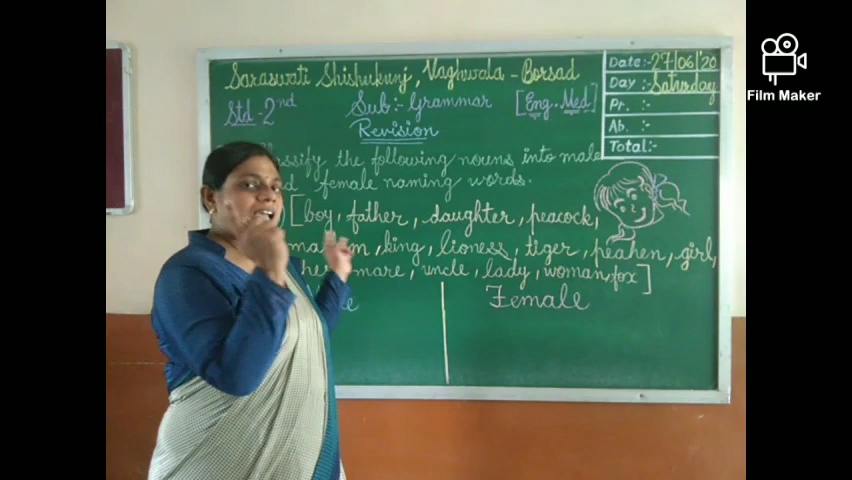 Saraswati Shishukunj, Vaghwala - Borsad
Date:- 27/06/'20
Day:- Saturday
Pr. :-
Ab. :-
Total:-
Std - 2nd Sub:- Grammar [Eng. Med]
Revision
the following nouns into male
female naming words.
[boy, father, daughter, peacock,
king, lioness, tiger, peahen, girl,
mare, uncle, lady, woman, fox]
Female
Film Maker